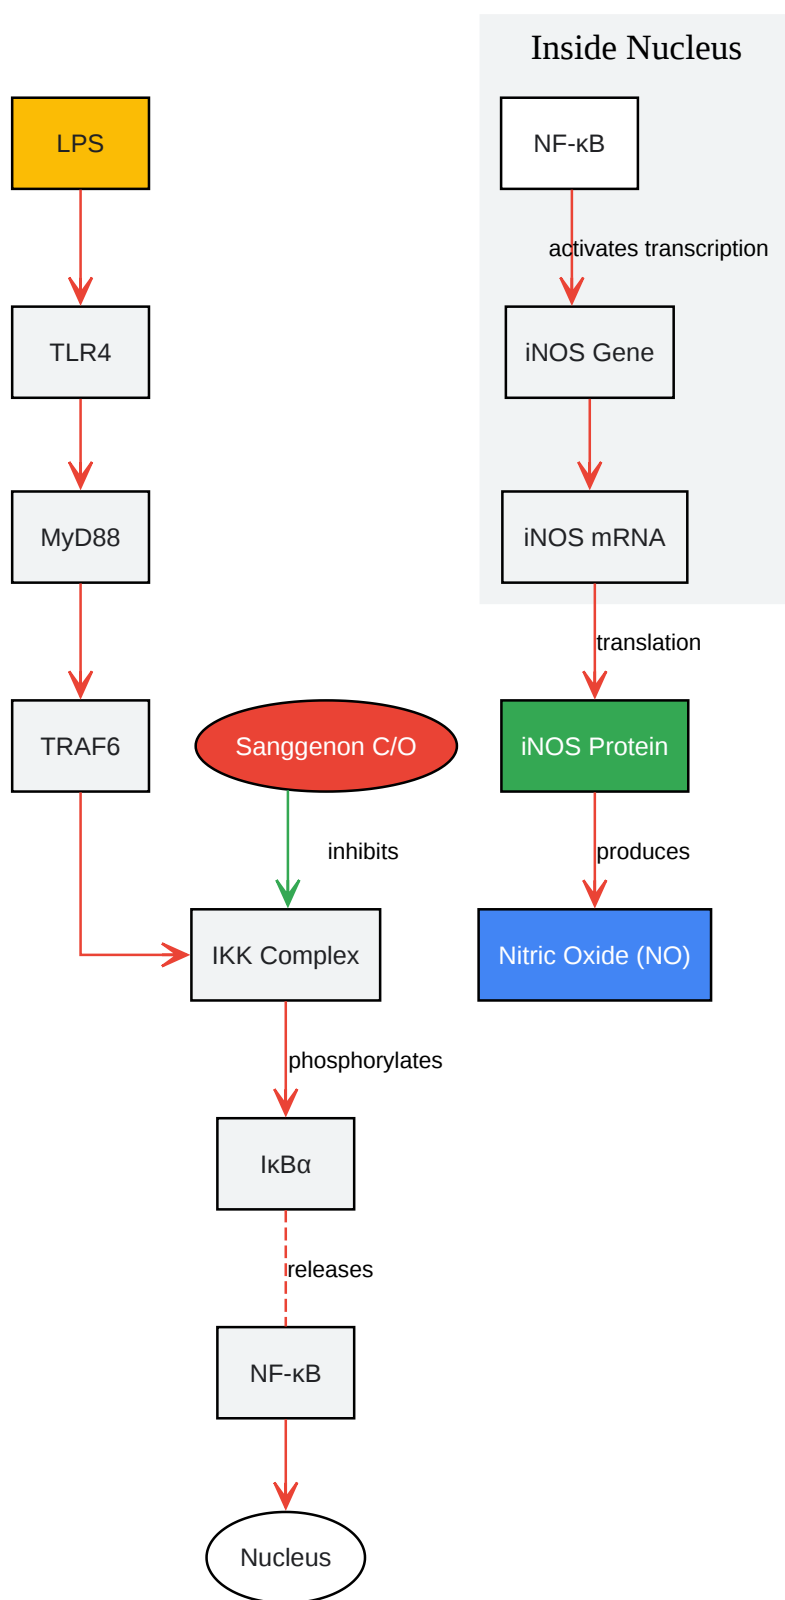 Inside Nucleus
LPS
TLR4
MyD88
TRAF6
Sanggenon C/O
inhibits
IKK Complex
phosphorylates
IκBα
releases
NF-κB
Nucleus
NF-κB
activates transcription
iNOS Gene
iNOS mRNA
translation
iNOS Protein
produces
Nitric Oxide (NO)